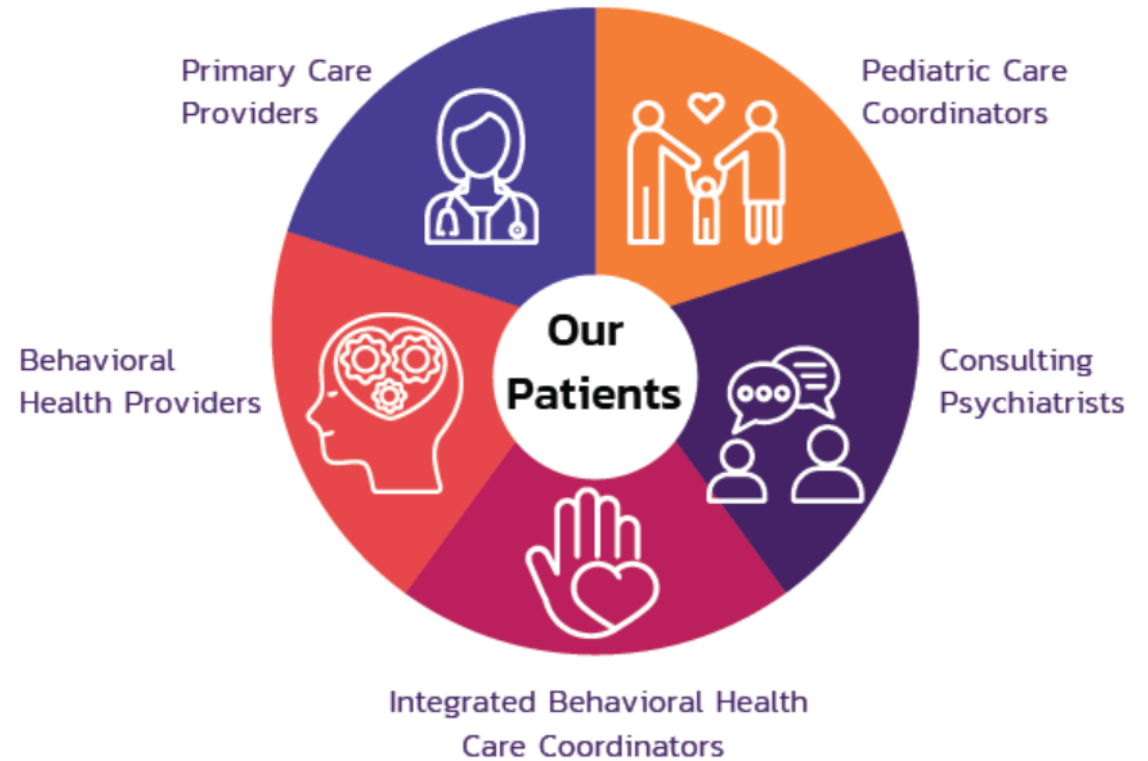 Primary Care
Providers
Pediatric Care
Coordinators
Our
Patients
Behavioral
Health Providers
Consulting
Psychiatrists
Integrated Behavioral Health
Care Coordinators